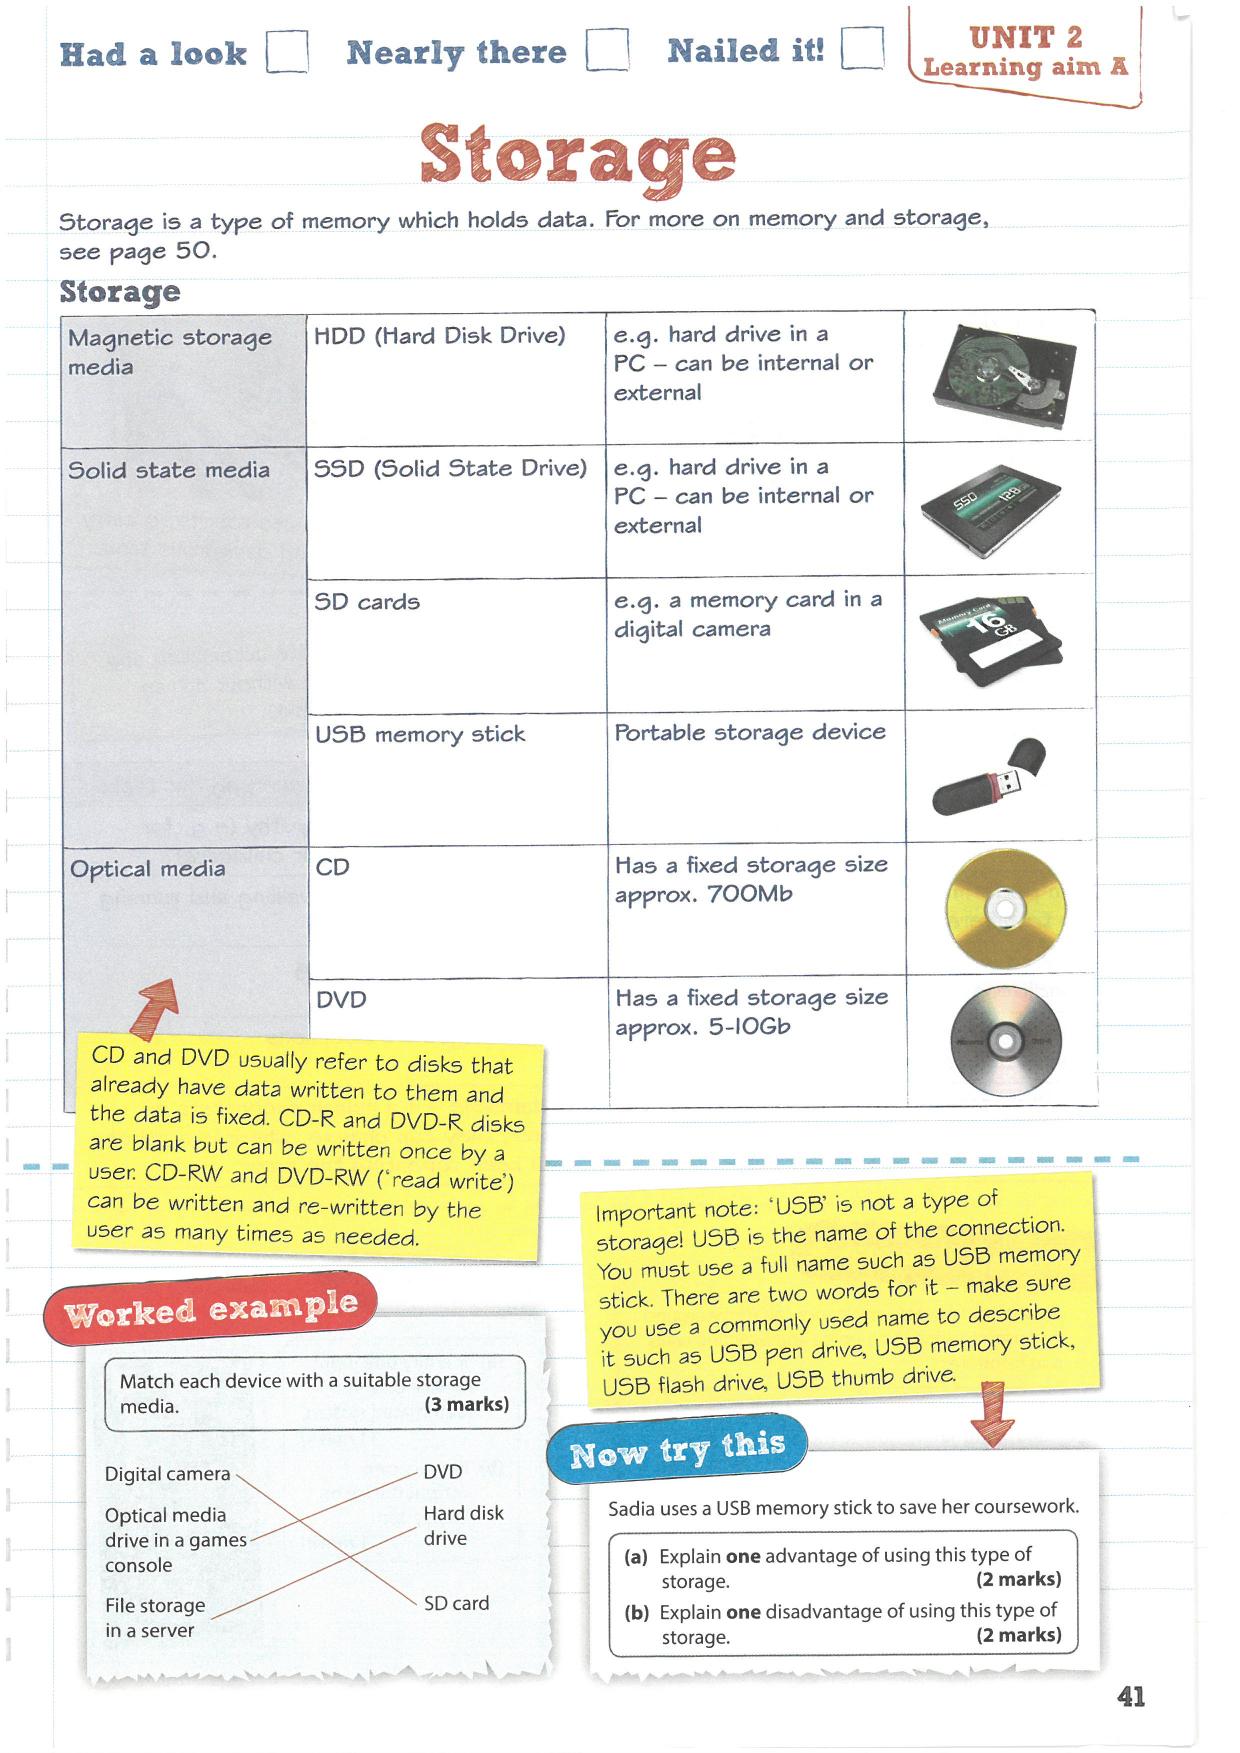 Had a look
Nearly there
Nailed it!
UNIT 2
Learning aim A
Storage
Storage is a type of memory which holds data. For more on memory and storage,
see page 50.
Storage
Magnetic storage
media
HDD (Hard Disk Drive)
e.g. hard drive in a
PC – can be internal or
external
Solid state media
SSD (Solid State Drive)
e.g. hard drive in a
PC – can be internal or
external
SSD
128
SD cards
e.g. a memory card in a
digital camera
Memory Card
16
GB
USB memory stick
Portable storage device
Optical media
CD
Has a fixed storage size
approx. 700Mb
DVD
Has a fixed storage size
approx. 5-10Gb
CD and DVD usually refer to disks that
already have data written to them and
the data is fixed. CD-R and DVD-R disks
are blank but can be written once by a
user. CD-RW and DVD-RW ('read write')
can be written and re-written by the
user as many times as needed.
Important note: 'USB' is not a type of
storage! USB is the name of the connection.
You must use a full name such as USB memory
stick. There are two words for it – make sure
you use a commonly used name to describe
it such as USB pen drive, USB memory stick,
USB flash drive, USB thumb drive.
Worked example
Match each device with a suitable storage
media. (3 marks)
Digital camera
DVD
Optical media
drive in a games
console
Hard disk
drive
File storage
in a server
SD card
Now try this
Sadia uses a USB memory stick to save her coursework.
(a) Explain one advantage of using this type of
storage. (2 marks)
(b) Explain one disadvantage of using this type of
storage. (2 marks)
41